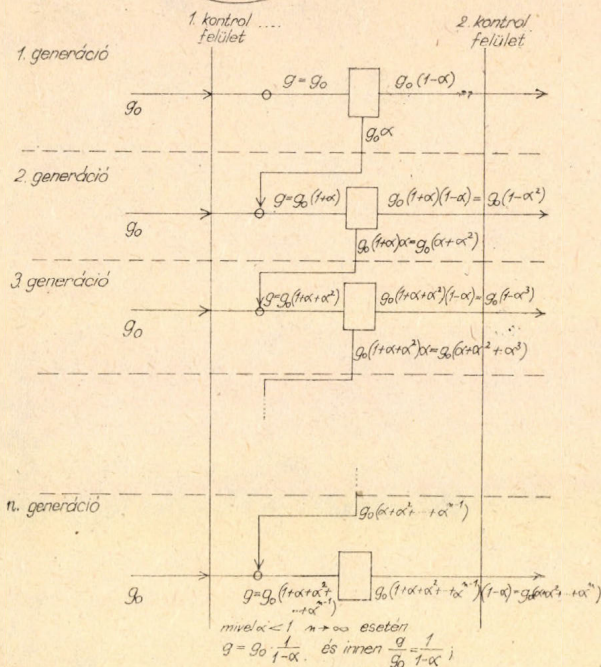 1. kontrol ....
felület
2. kontrol
felület
1. generáció
g₀
g = g₀
g₀(1-α)
g₀α
2. generáció
g₀
g=g₀(1+α)
g₀(1+α)(1-α)= g₀(1-α²)
g₀(1+α)α=g₀(α+α²)
3. generáció
g₀
g=g₀(1+α+α²)
g₀(1+α+α²)(1-α)=g₀(1-α³)
g₀(1+α+α²)α=g₀(α+α²+α³)
n. generáció
g₀(α+α²+ ... +αⁿ⁻¹)
g₀
g=g₀(1+α+α²+
...+αⁿ⁻¹)
g₀(1+α+α²+...+αⁿ⁻¹)(1-α)=g₀
mivel α<1 n→∞ esetén
g = g₀· 1/(1-α) és innen g/g₀ = 1/(1-α) ;